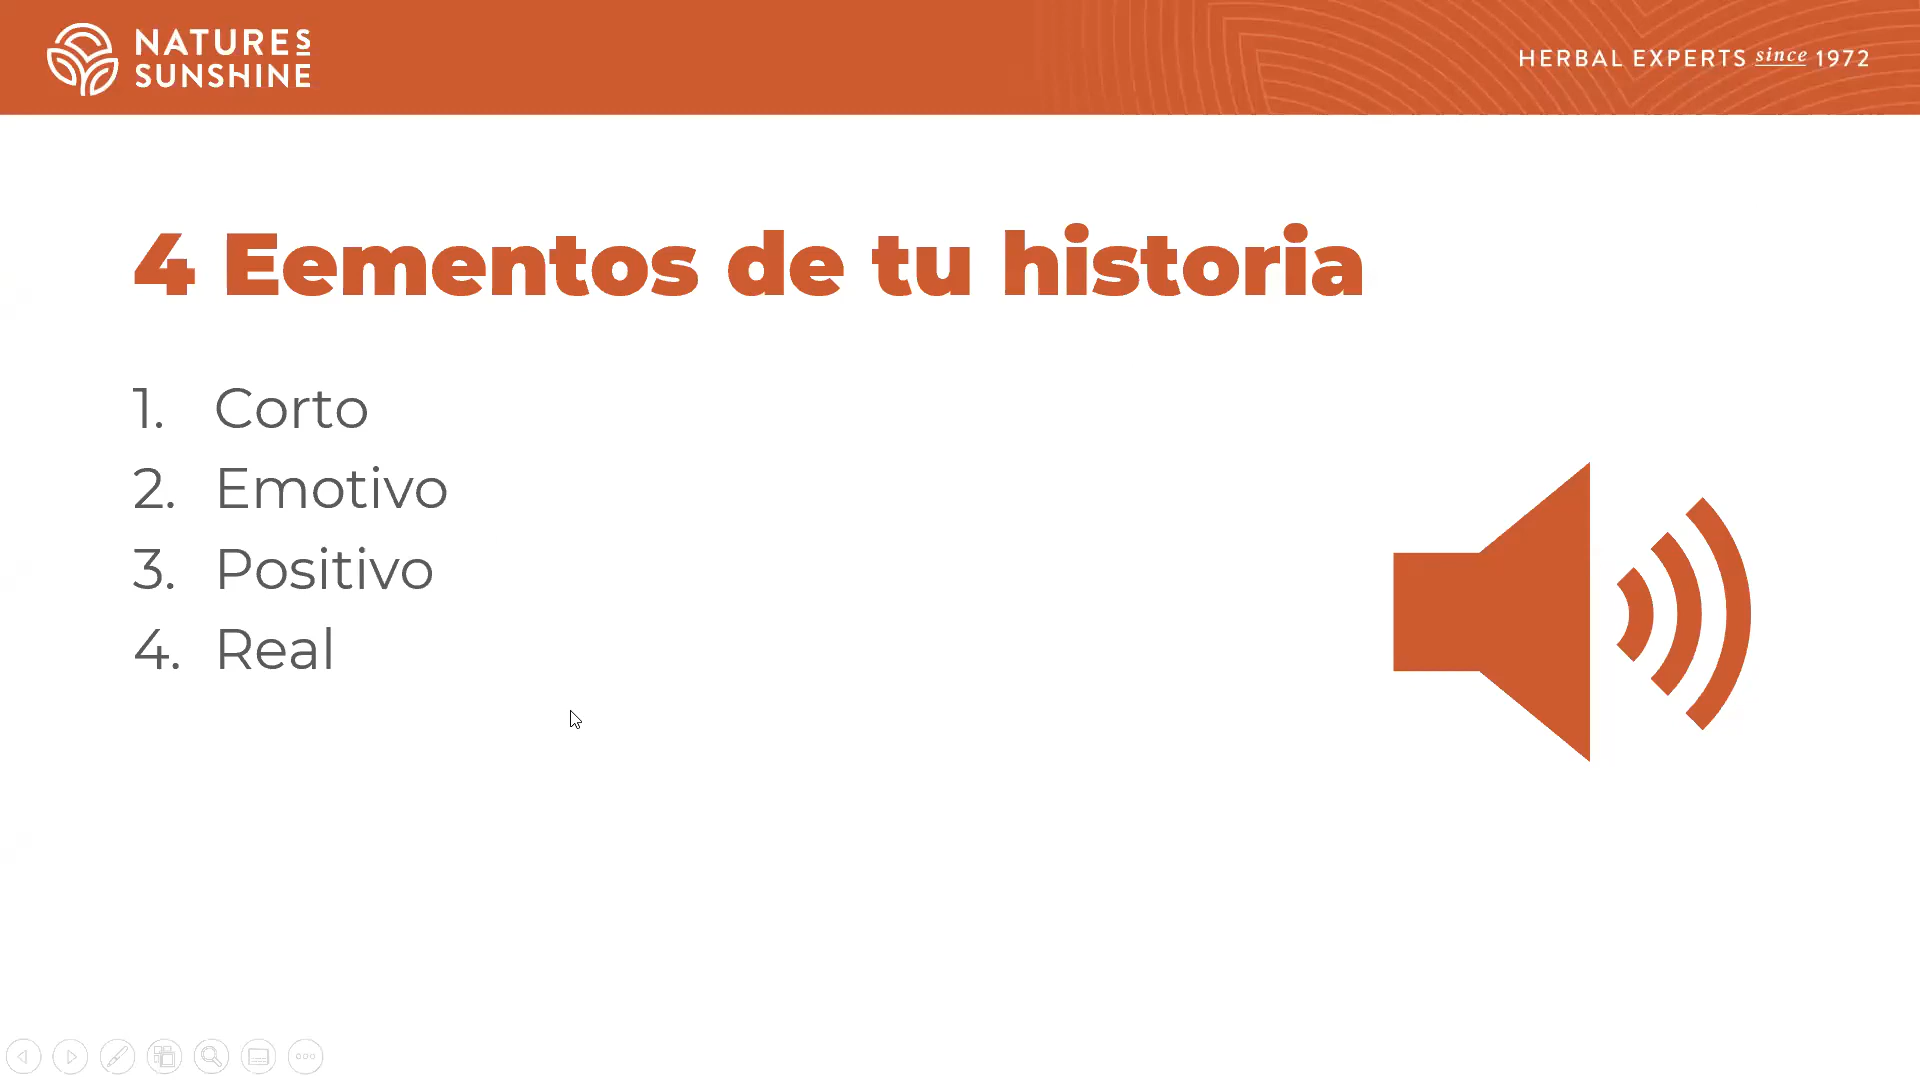 NATURES
SUNSHINE
HERBAL EXPERTS since 1972
4 Eementos de tu historia
1. Corto
2. Emotivo
3. Positivo
4. Real